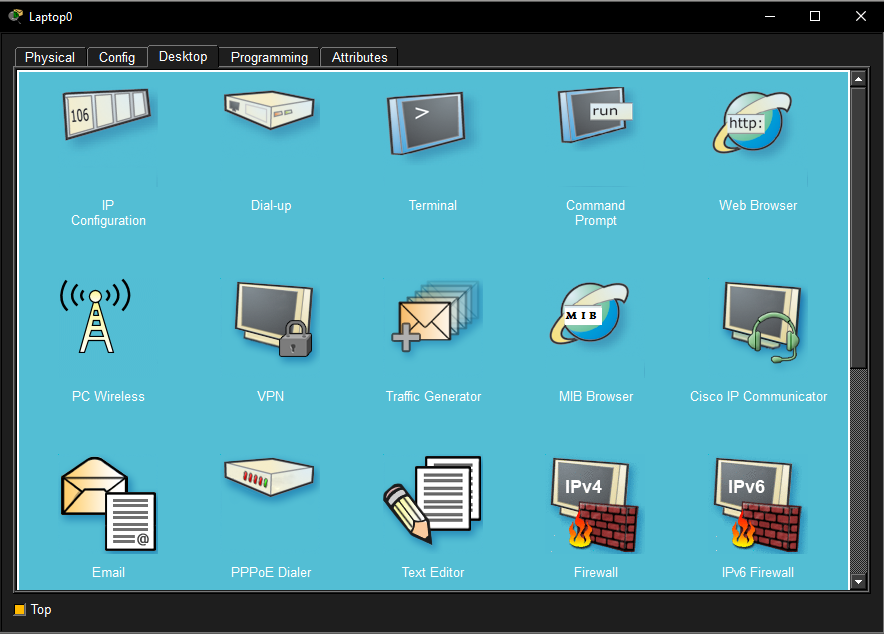 Laptop0
Physical Config Desktop Programming Attributes
106
>
run
http:
IP
Configuration
Dial-up
Terminal
Command
Prompt
Web Browser
MIB
PC Wireless
VPN
Traffic Generator
MIB Browser
Cisco IP Communicator
@
IPv4
IPv6
Email
PPPoE Dialer
Text Editor
Firewall
IPv6 Firewall
Top